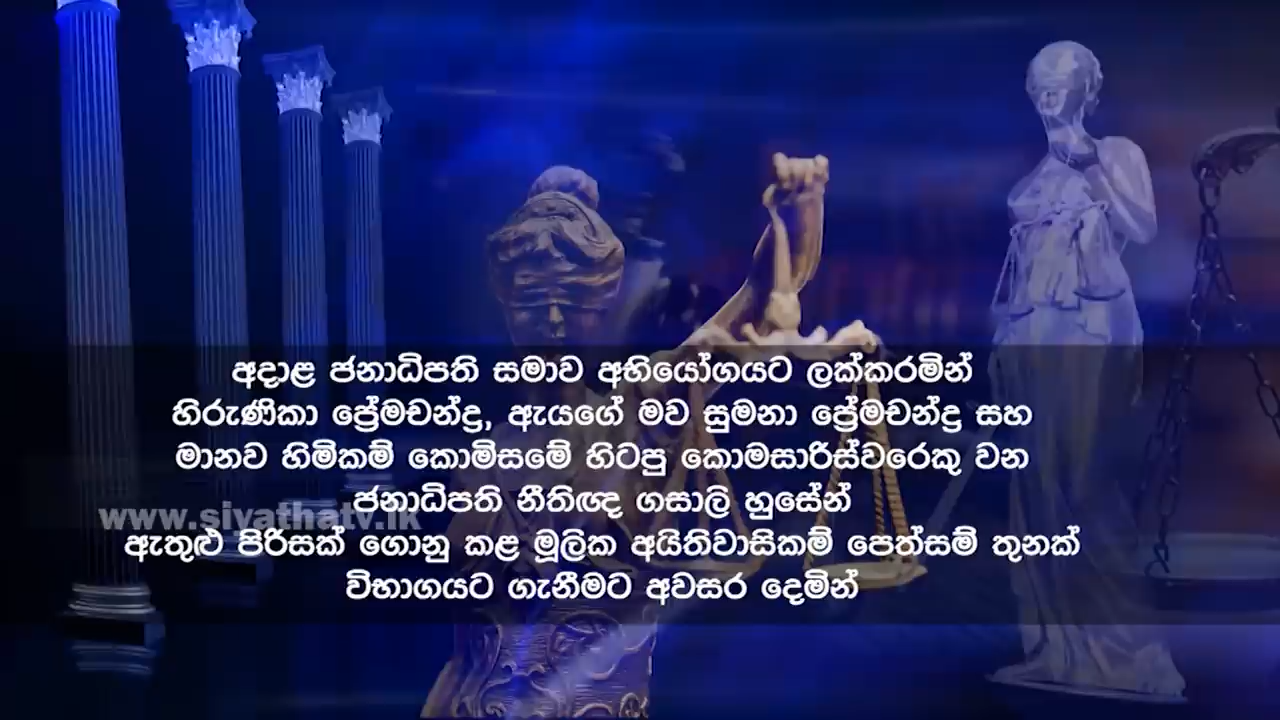 අදාළ ජනාධිපති සමාව අභියෝගයට ලක්කරමින්
හිරුණිකා ප්‍රේමචන්ද්‍ර, ඇයගේ මව සුමනා ප්‍රේමචන්ද්‍ර සහ
මානව හිමිකම් කොමිසමේ හිටපු කොමසාරිස්වරෙකු වන
ජනාධිපති නීතිඥ ගසාලි හුසේන්
www.siyathatv.lk
ඇතුළු පිරිසක් ගොනු කළ මූලික අයිතිවාසිකම් පෙත්සම් තුනක්
විභාගයට ගැනීමට අවසර දෙමින්